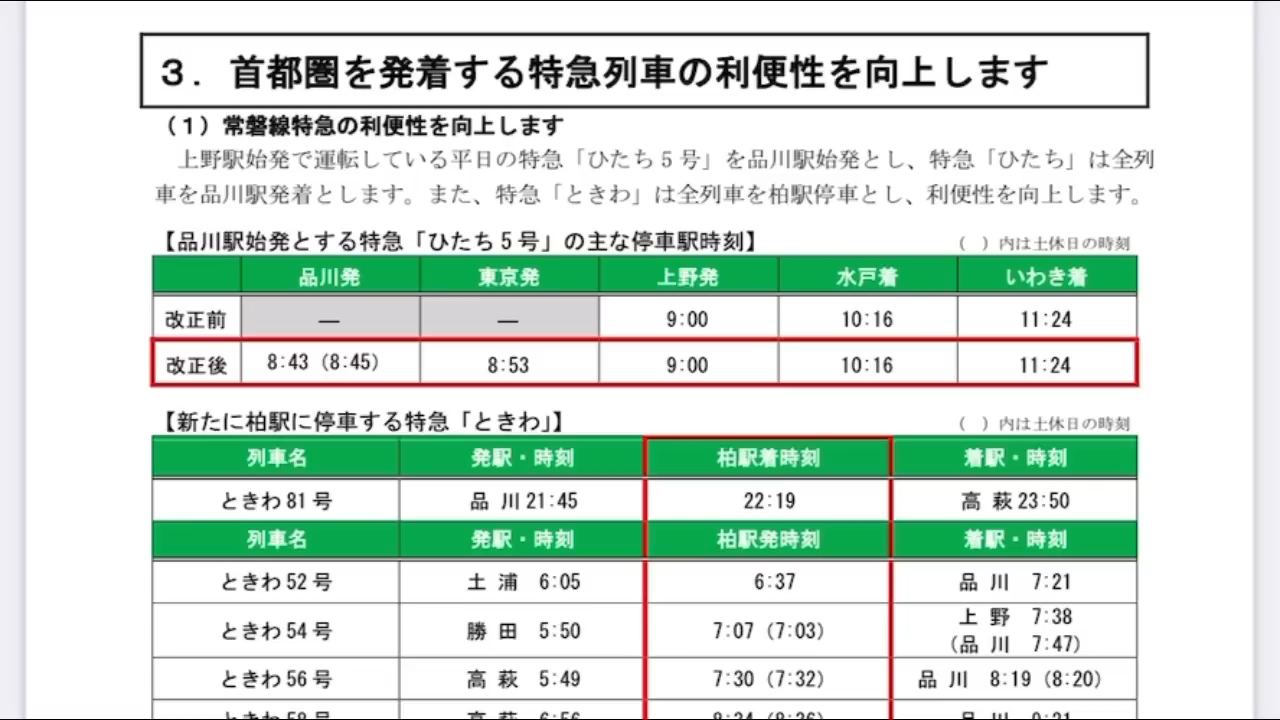 ３．首都圏を発着する特急列車の利便性を向上します
（１）常磐線特急の利便性を向上します
上野駅始発で運転している平日の特急「ひたち５号」を品川駅始発とし、特急「ひたち」は全列
車を品川駅発着とします。また、特急「ときわ」は全列車を柏駅停車とし、利便性を向上します。
【品川駅始発とする特急「ひたち５号」の主な停車駅時刻】 （ ）内は土休日の時刻
品川発 東京発 上野発 水戸着 いわき着
改正前 ― ― 9:00 10:16 11:24
改正後 8:43（8:45） 8:53 9:00 10:16 11:24
【新たに柏駅に停車する特急「ときわ」】 （ ）内は土休日の時刻
列車名 発駅・時刻 柏駅着時刻 着駅・時刻
ときわ81号 品 川21:45 22:19 高 萩23:50
列車名 発駅・時刻 柏駅発時刻 着駅・時刻
ときわ52号 土 浦 6:05 6:37 品 川 7:21
ときわ54号 勝 田 5:50 7:07（7:03） 上 野 7:38
（品 川 7:47）
ときわ56号 高 萩 5:49 7:30（7:32） 品 川 8:19（8:20）